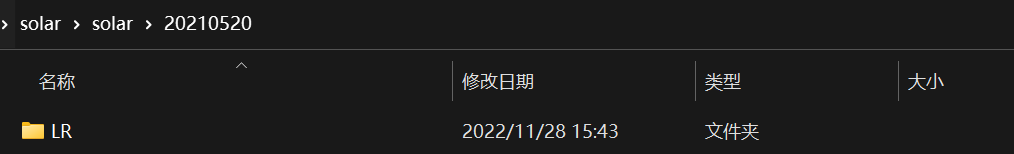 › solar › solar › 20210520
名称 修改日期 类型 大小
LR 2022/11/28 15:43 文件夹